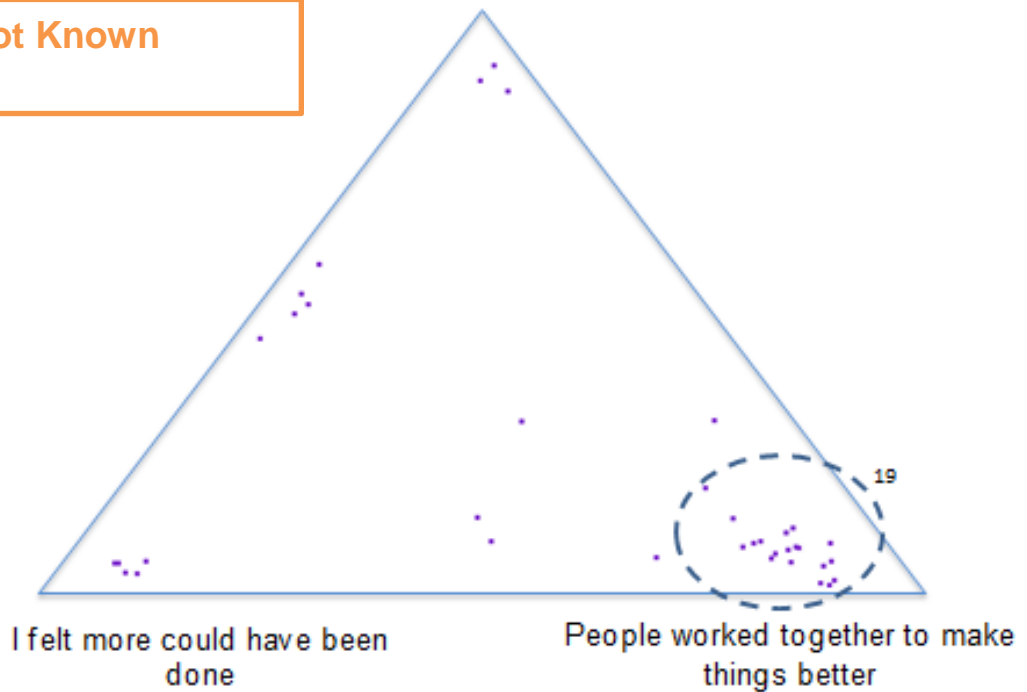 ot Known
19
I felt more could have been
done
People worked together to make
things better